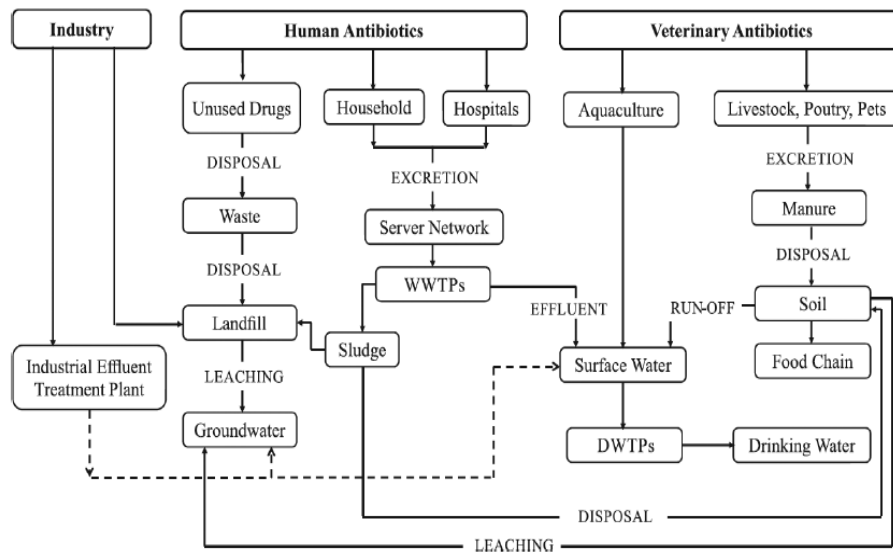 Industry
Human Antibiotics
Veterinary Antibiotics
Unused Drugs
Household
Hospitals
Aquaculture
Livestock, Poutry, Pets
DISPOSAL
EXCRETION
EXCRETION
Waste
Server Network
Manure
DISPOSAL
DISPOSAL
WWTPs
EFFLUENT
RUN-OFF
Soil
Landfill
Sludge
Industrial Effluent
Treatment Plant
LEACHING
Surface Water
Food Chain
Groundwater
DWTPs
Drinking Water
DISPOSAL
LEACHING